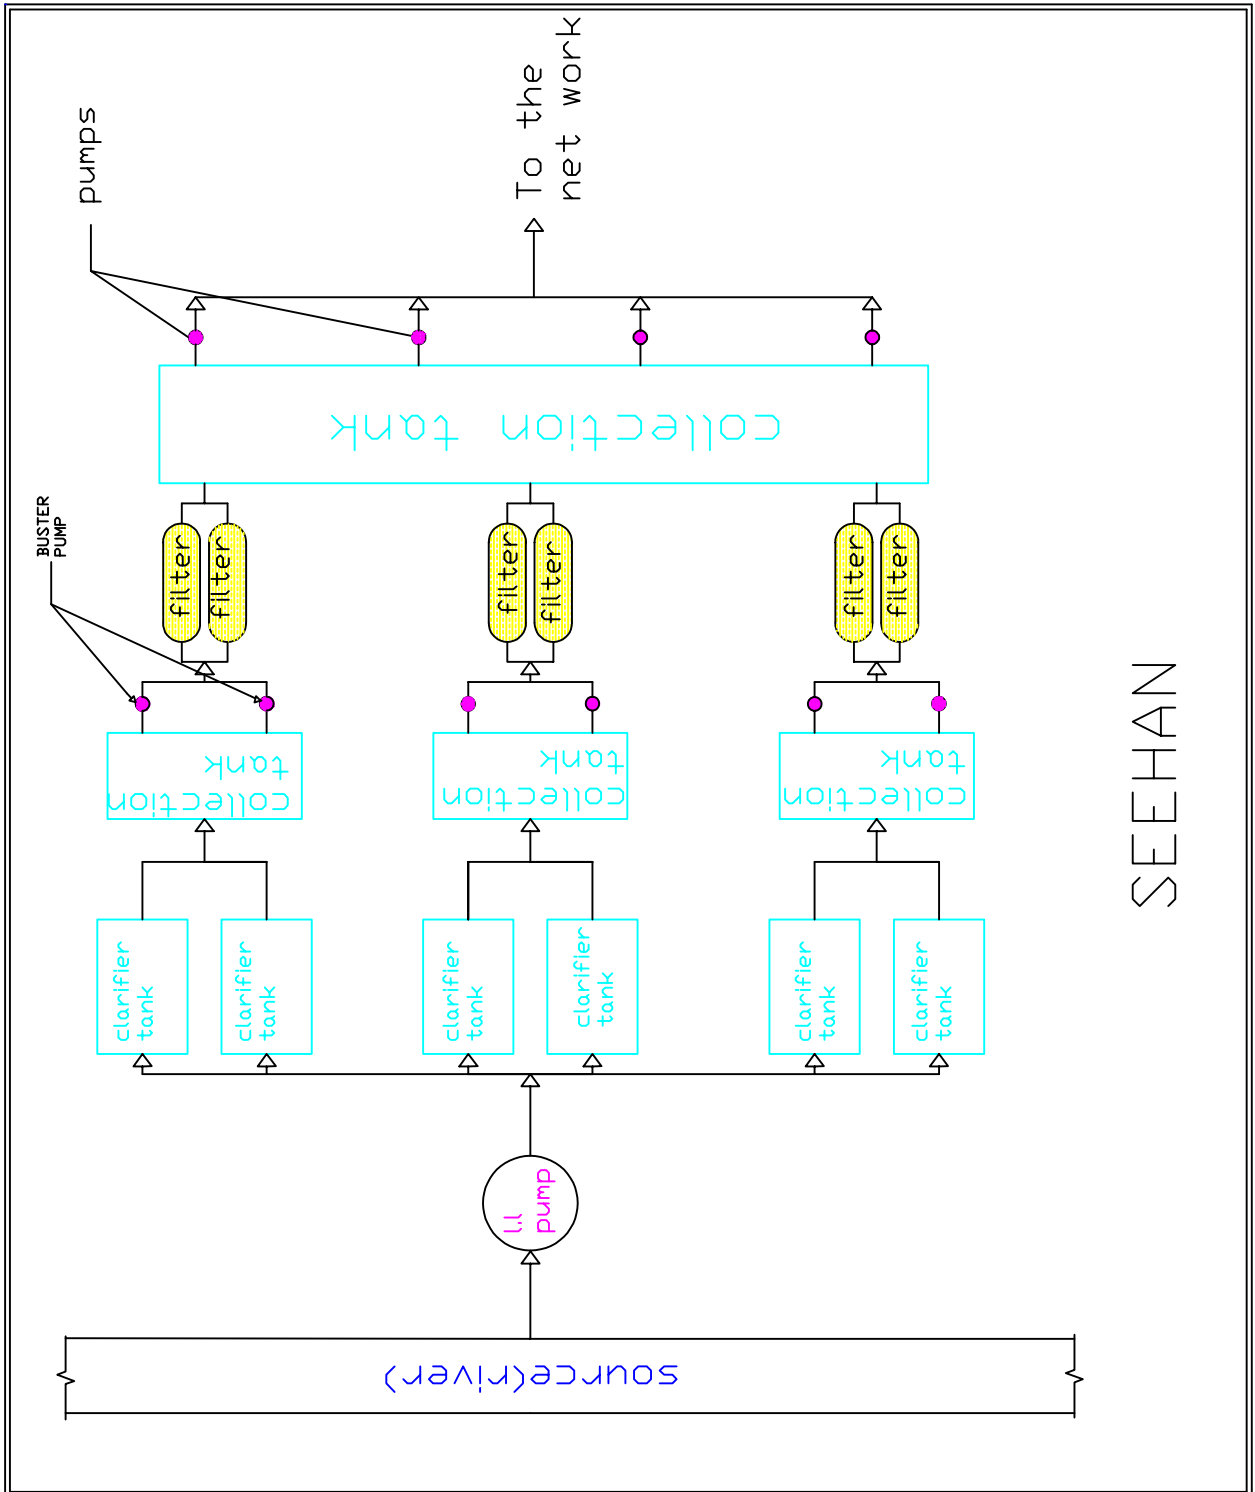 To the
net work
pumps
collection tank
BUSTER
PUMP
filter
filter
filter
filter
filter
filter
collection
tank
collection
tank
collection
tank
clarifier
tank
clarifier
tank
clarifier
tank
clarifier
tank
clarifier
tank
clarifier
tank
l.l
pump
source(river)
SEEHAN